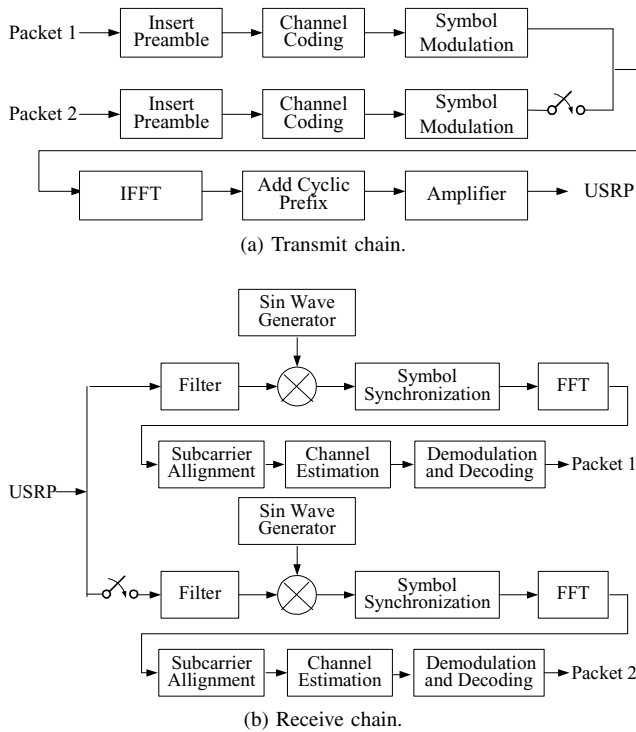 Packet 1
Insert
Preamble
Channel
Coding
Symbol
Modulation
Packet 2
Insert
Preamble
Channel
Coding
Symbol
Modulation
IFFT
Add Cyclic
Prefix
Amplifier
USRP
(a) Transmit chain.
Sin Wave
Generator
Filter
Symbol
Synchronization
FFT
Subcarrier
Allignment
Channel
Estimation
Demodulation
and Decoding
Packet 1
USRP
Sin Wave
Generator
Filter
Symbol
Synchronization
FFT
Subcarrier
Allignment
Channel
Estimation
Demodulation
and Decoding
Packet 2
(b) Receive chain.